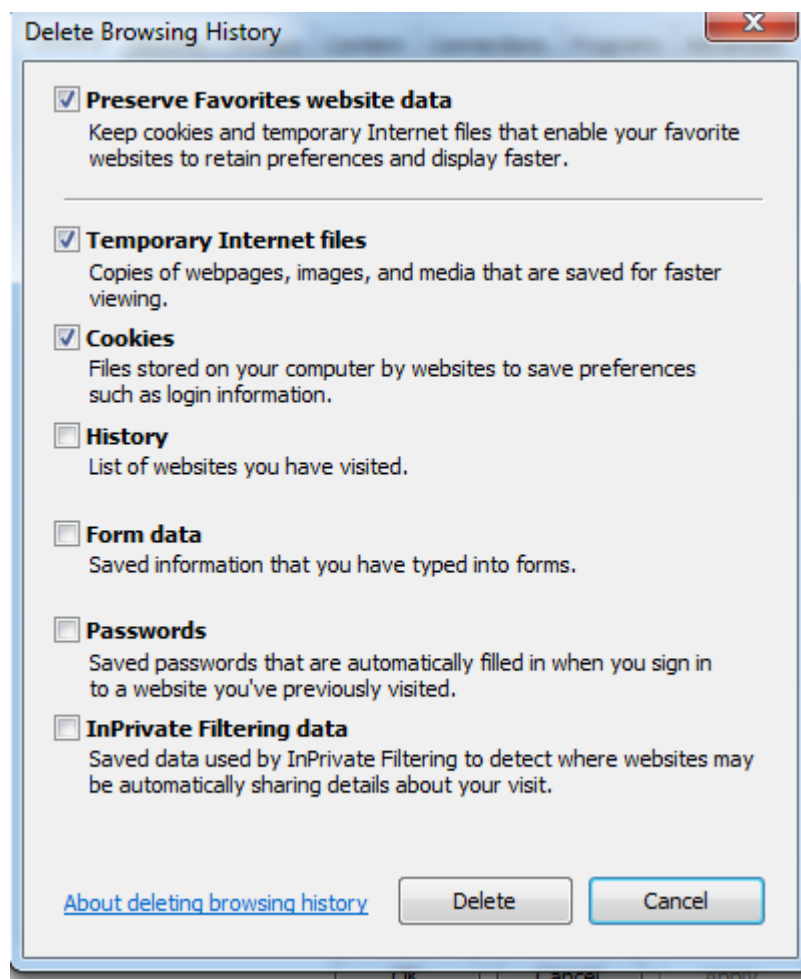 Delete Browsing History
Preserve Favorites website data
Keep cookies and temporary Internet files that enable your favorite
websites to retain preferences and display faster.
Temporary Internet files
Copies of webpages, images, and media that are saved for faster
viewing.
Cookies
Files stored on your computer by websites to save preferences
such as login information.
History
List of websites you have visited.
Form data
Saved information that you have typed into forms.
Passwords
Saved passwords that are automatically filled in when you sign in
to a website you've previously visited.
InPrivate Filtering data
Saved data used by InPrivate Filtering to detect where websites may
be automatically sharing details about your visit.
About deleting browsing history Delete Cancel